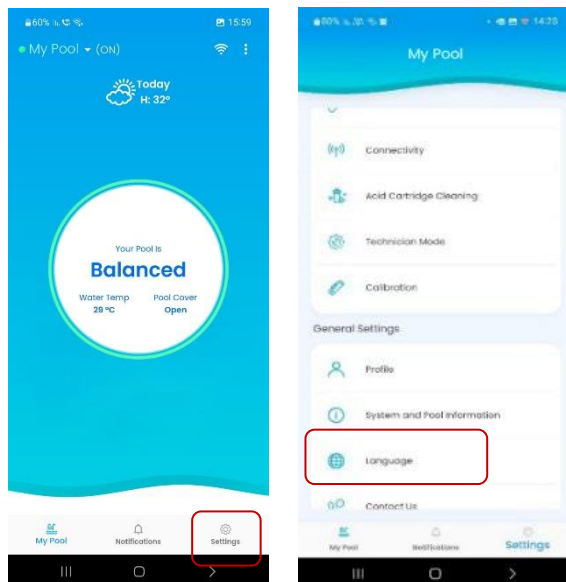 60%
15:59
My Pool (ON)
Today
H: 32°
Your Pool Is
Balanced
Water Temp Pool Cover
29 °C Open
My Pool Notifications Settings
80%
14:23
My Pool
Connectivity
Acid Cartridge Cleaning
Technician Mode
Calibration
General Settings
Profile
System and Pool Information
Language
Contact Us
My Pool Notifications Settings